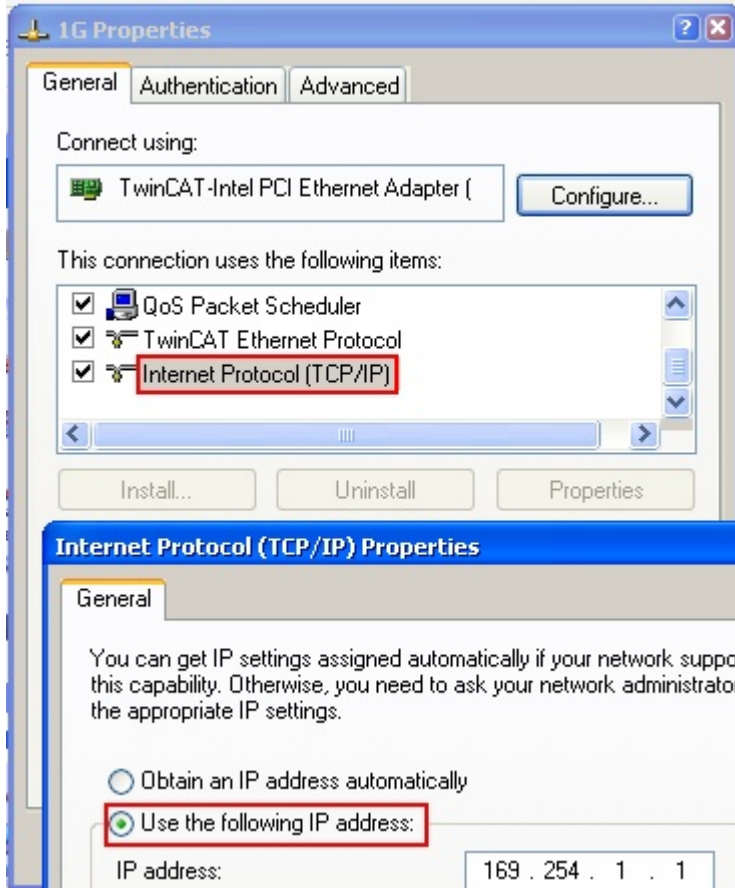 1G Properties
General Authentication Advanced
Connect using:
TwinCAT-Intel PCI Ethernet Adapter (
Configure...
This connection uses the following items:
QoS Packet Scheduler
TwinCAT Ethernet Protocol
Internet Protocol (TCP/IP)
Install... Uninstall Properties
Internet Protocol (TCP/IP) Properties
General
You can get IP settings assigned automatically if your network suppo
this capability. Otherwise, you need to ask your network administrato
the appropriate IP settings.
Obtain an IP address automatically
Use the following IP address:
IP address: 169 . 254 . 1 . 1